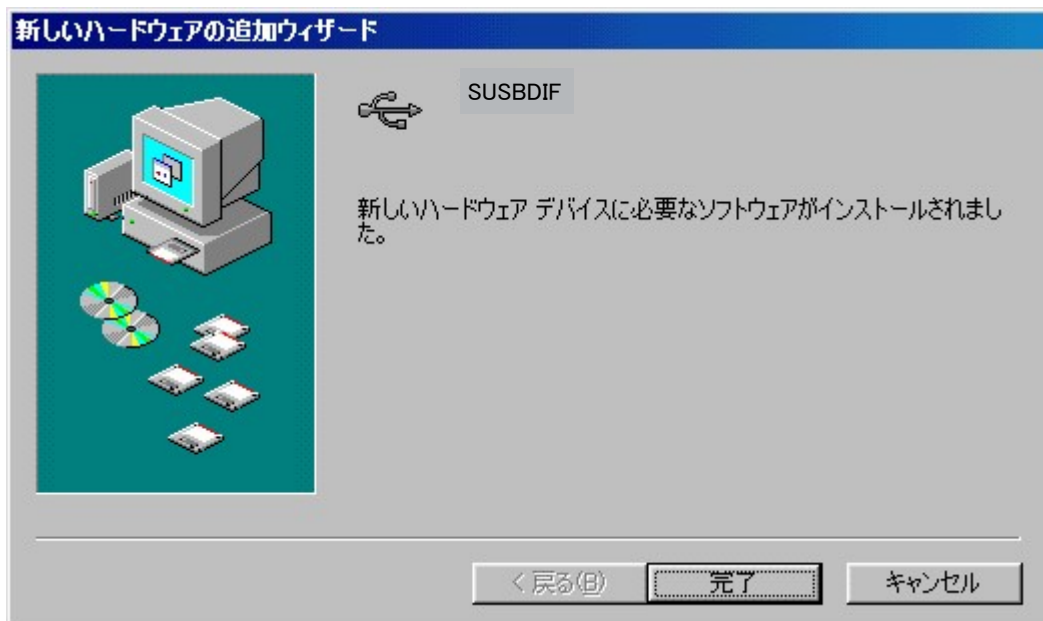 新しいハードウェアの追加ウィザード
SUSBDIF
新しいハードウェア デバイスに必要なソフトウェアがインストールされまし
た。
< 戻る(B)
完了
キャンセル